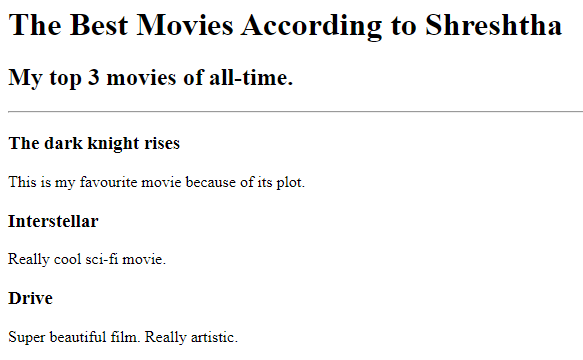 The Best Movies According to Shreshtha
My top 3 movies of all-time.
The dark knight rises
This is my favourite movie because of its plot.
Interstellar
Really cool sci-fi movie.
Drive
Super beautiful film. Really artistic.